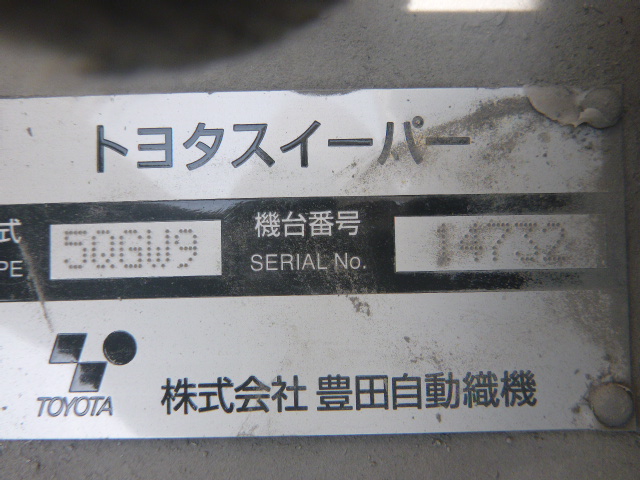 トヨタスイーパー
式 5QGW9 機台番号 14732
PE SERIAL No.
TOYOTA 株式会社 豊田自動織機